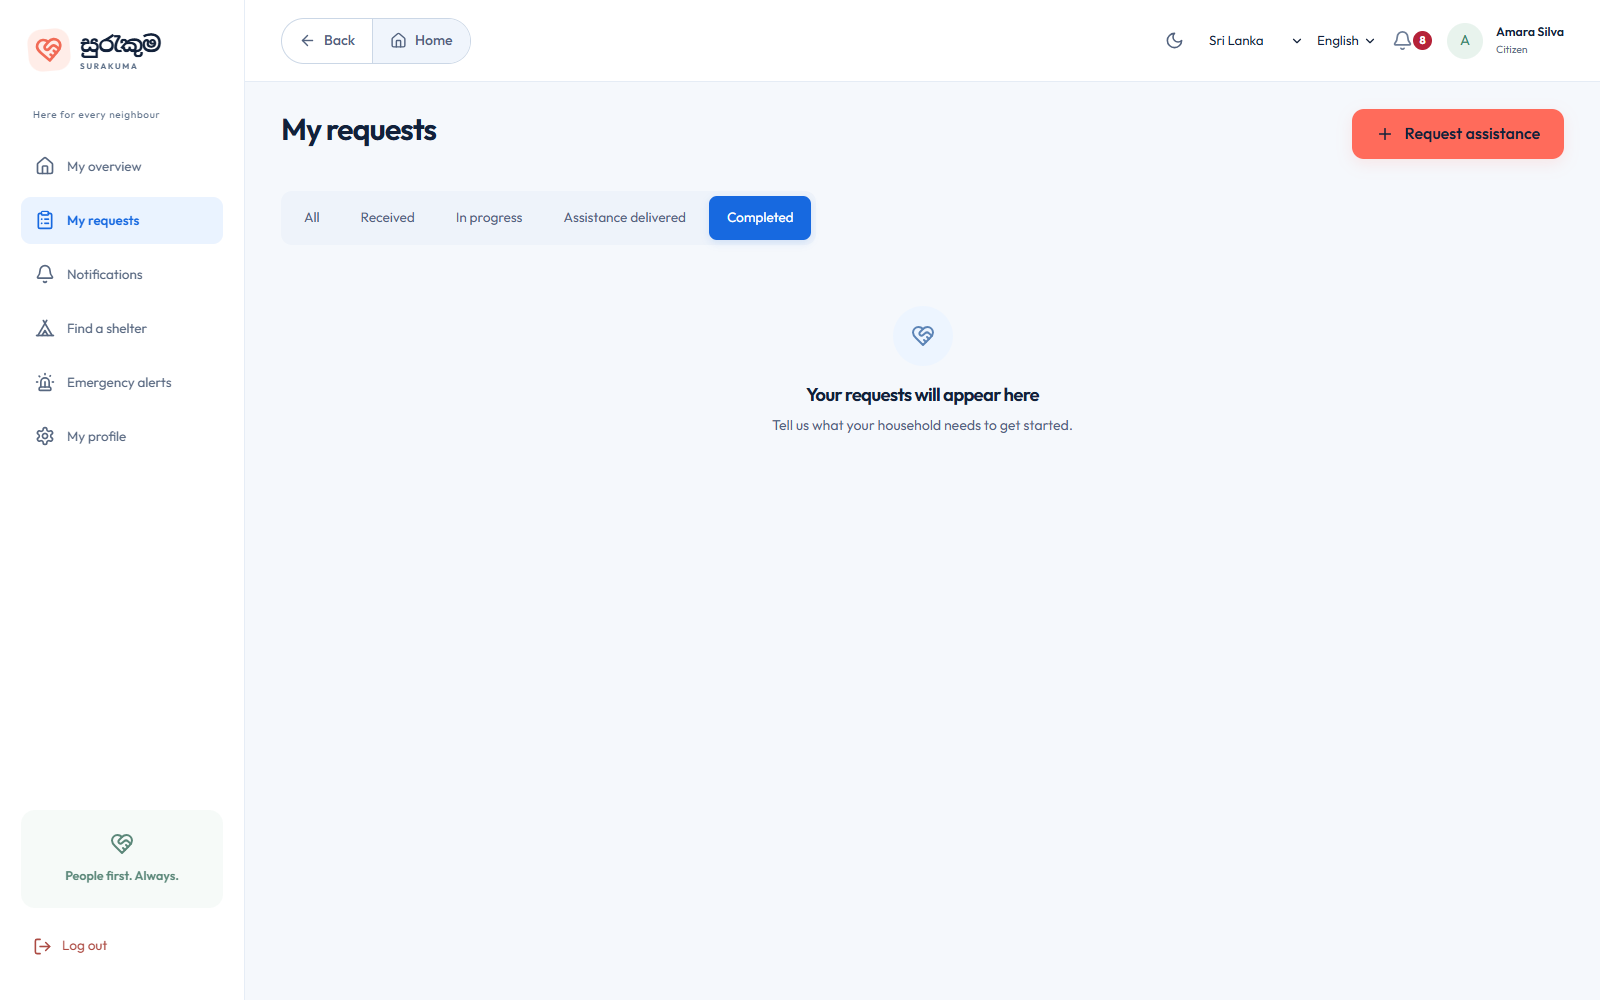 සුරැකුම
SURAKUMA
Here for every neighbour
My overview
My requests
Notifications
Find a shelter
Emergency alerts
My profile
People first. Always.
Log out
Back
Home
Sri Lanka
English
8
A
Amara Silva
Citizen
My requests
Request assistance
All
Received
In progress
Assistance delivered
Completed
Your requests will appear here
Tell us what your household needs to get started.